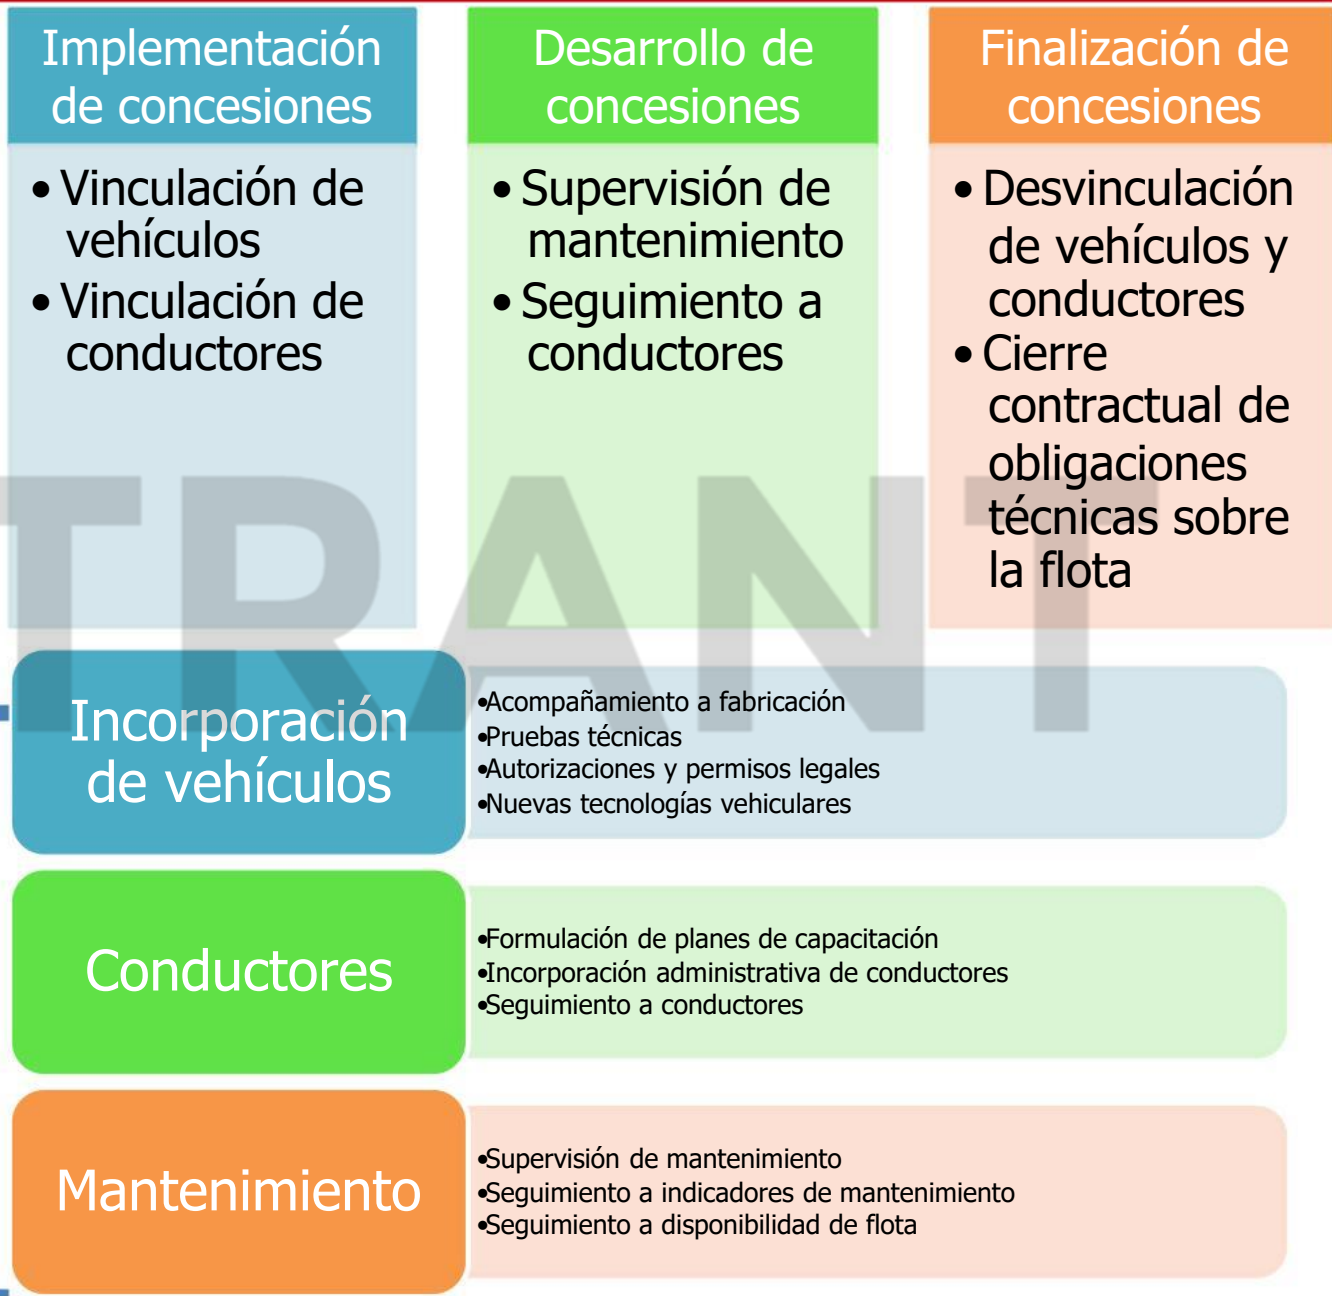 Implementación
de concesiones
• Vinculación de
vehículos
• Vinculación de
conductores
Desarrollo de
concesiones
• Supervisión de
mantenimiento
• Seguimiento a
conductores
Finalización de
concesiones
• Desvinculación
de vehículos y
conductores
• Cierre
contractual de
obligaciones
técnicas sobre
la flota
TRANT
Incorporación
de vehículos
•Acompañamiento a fabricación
•Pruebas técnicas
•Autorizaciones y permisos legales
•Nuevas tecnologías vehiculares
Conductores
•Formulación de planes de capacitación
•Incorporación administrativa de conductores
•Seguimiento a conductores
Mantenimiento
•Supervisión de mantenimiento
•Seguimiento a indicadores de mantenimiento
•Seguimiento a disponibilidad de flota